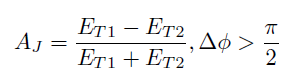 A_J = \frac{E_{T1} - E_{T2}}{E_{T1} + E_{T2}}, \Delta\phi > \frac{\pi}{2}